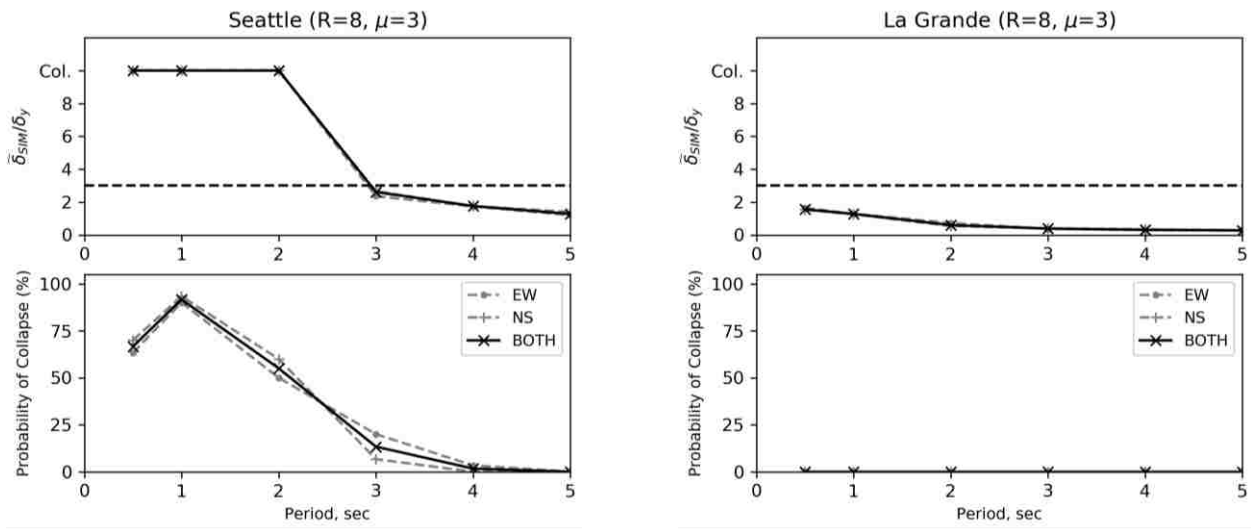 Seattle (R=8, μ=3)
Col.
8
6
4
2
0
δ̃SIM/δy
0 1 2 3 4 5
100
75
50
25
0
Probability of Collapse (%)
EW
NS
BOTH
0 1 2 3 4 5
Period, sec
La Grande (R=8, μ=3)
Col.
8
6
4
2
0
δ̃SIM/δy
0 1 2 3 4 5
100
75
50
25
0
Probability of Collapse (%)
EW
NS
BOTH
0 1 2 3 4 5
Period, sec